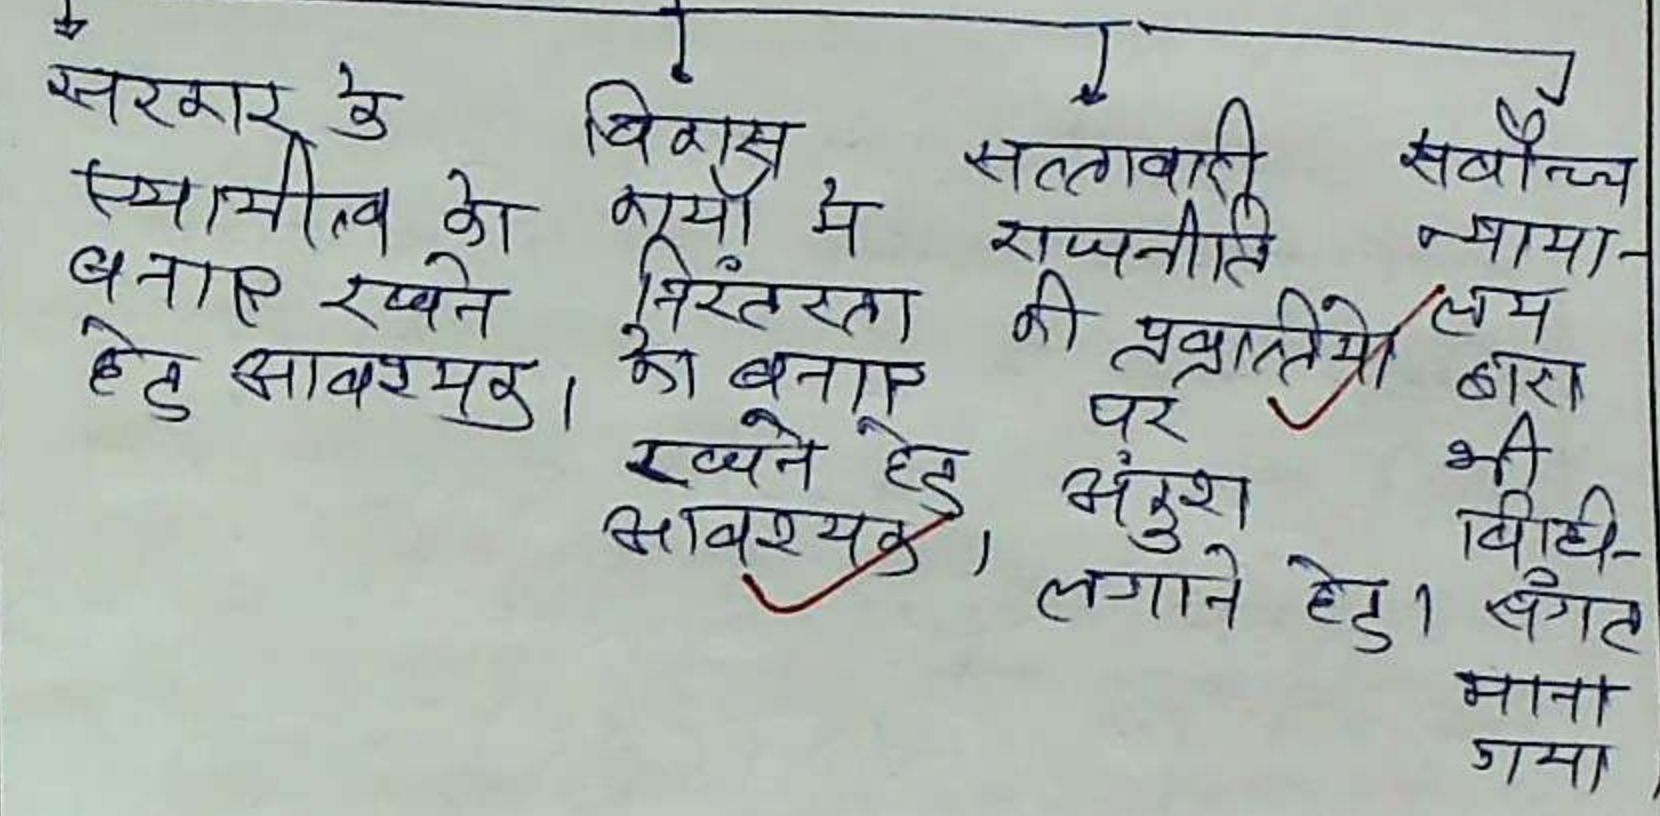 सरकार के
स्थामीत्व को
बनाए रखने
हेतु आवश्यक।
विकास
कार्यों मे
निरंतरता
को बनाए
रखने हेतु
आवश्यक।
सत्तावादी
राजनीति
की प्रवृत्तियों
पर
अंकुश
लगाने हेतु।
सर्वोच्च
न्याया-
लय
द्वारा
भी
विधी-
संगत
माना
गया।